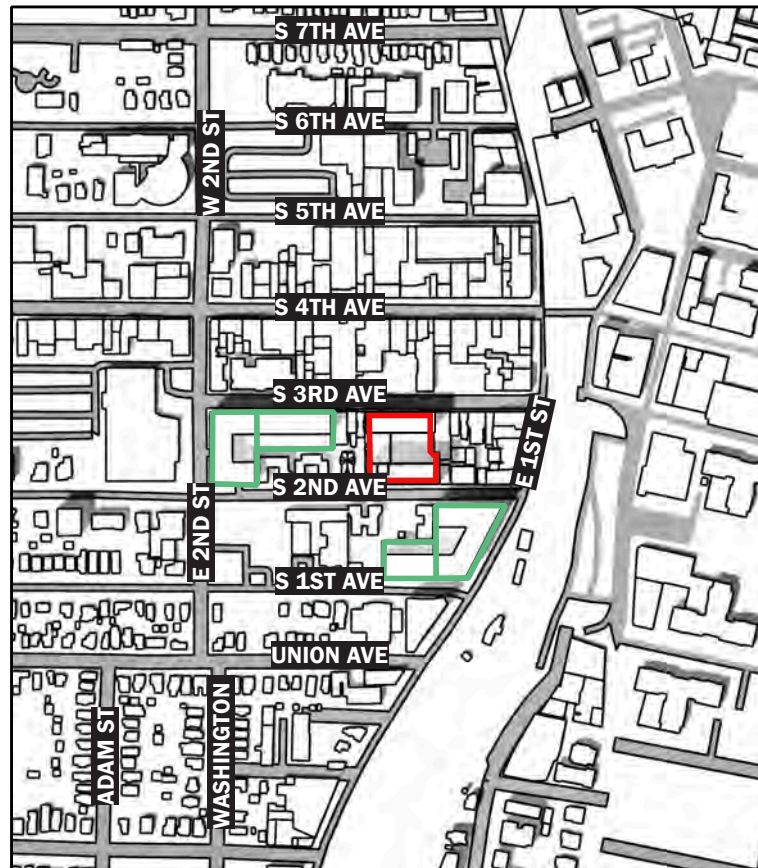 S 7TH AVE
S 6TH AVE
W 2ND ST
S 5TH AVE
S 4TH AVE
S 3RD AVE
E 1ST ST
S 2ND AVE
E 2ND ST
S 1ST AVE
UNION AVE
ADAM ST
WASHINGTON